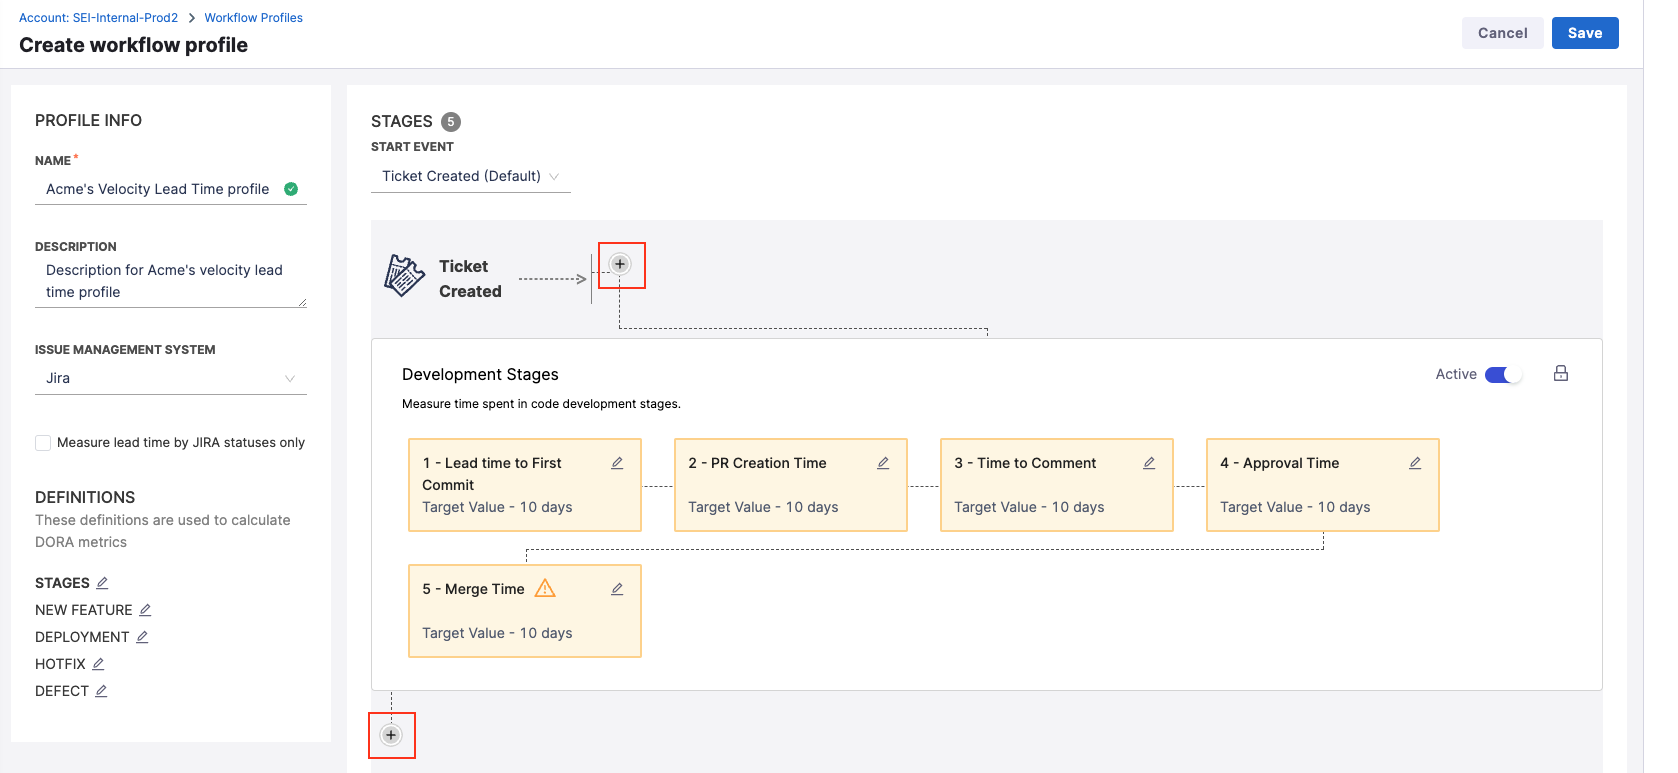 Account: SEI-Internal-Prod2 > Workflow Profiles
Create workflow profile
Cancel
Save
PROFILE INFO
NAME*
Acme's Velocity Lead Time profile
DESCRIPTION
Description for Acme's velocity lead
time profile
ISSUE MANAGEMENT SYSTEM
Jira
Measure lead time by JIRA statuses only
DEFINITIONS
These definitions are used to calculate
DORA metrics
STAGES
NEW FEATURE
DEPLOYMENT
HOTFIX
DEFECT
STAGES 5
START EVENT
Ticket Created (Default)
Ticket
Created
Development Stages
Active
Measure time spent in code development stages.
1 - Lead time to First
Commit
Target Value - 10 days
2 - PR Creation Time
Target Value - 10 days
3 - Time to Comment
Target Value - 10 days
4 - Approval Time
Target Value - 10 days
5 - Merge Time
Target Value - 10 days